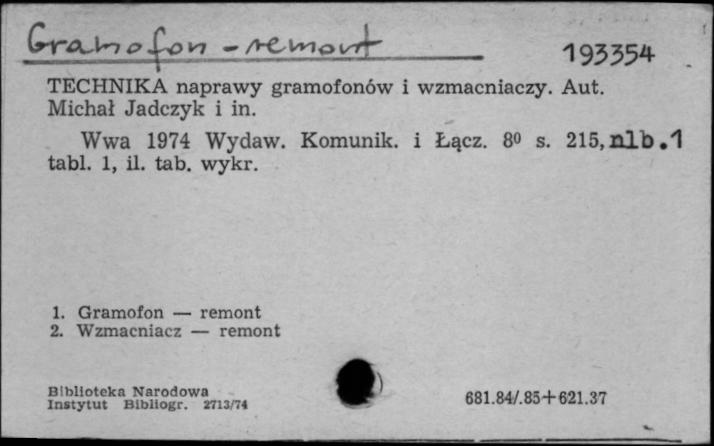 Gramofon - remont
193354
TECHNIKA naprawy gramofonów i wzmacniaczy. Aut.
Michał Jadczyk i in.
Wwa 1974 Wydaw. Komunik. i Łącz. 8⁰ s. 215, nlb. 1
tabl. 1, il. tab. wykr.
1. Gramofon — remont
2. Wzmacniacz — remont
Biblioteka Narodowa
Instytut Bibliogr. 2713/74
681.84/.85+621.37